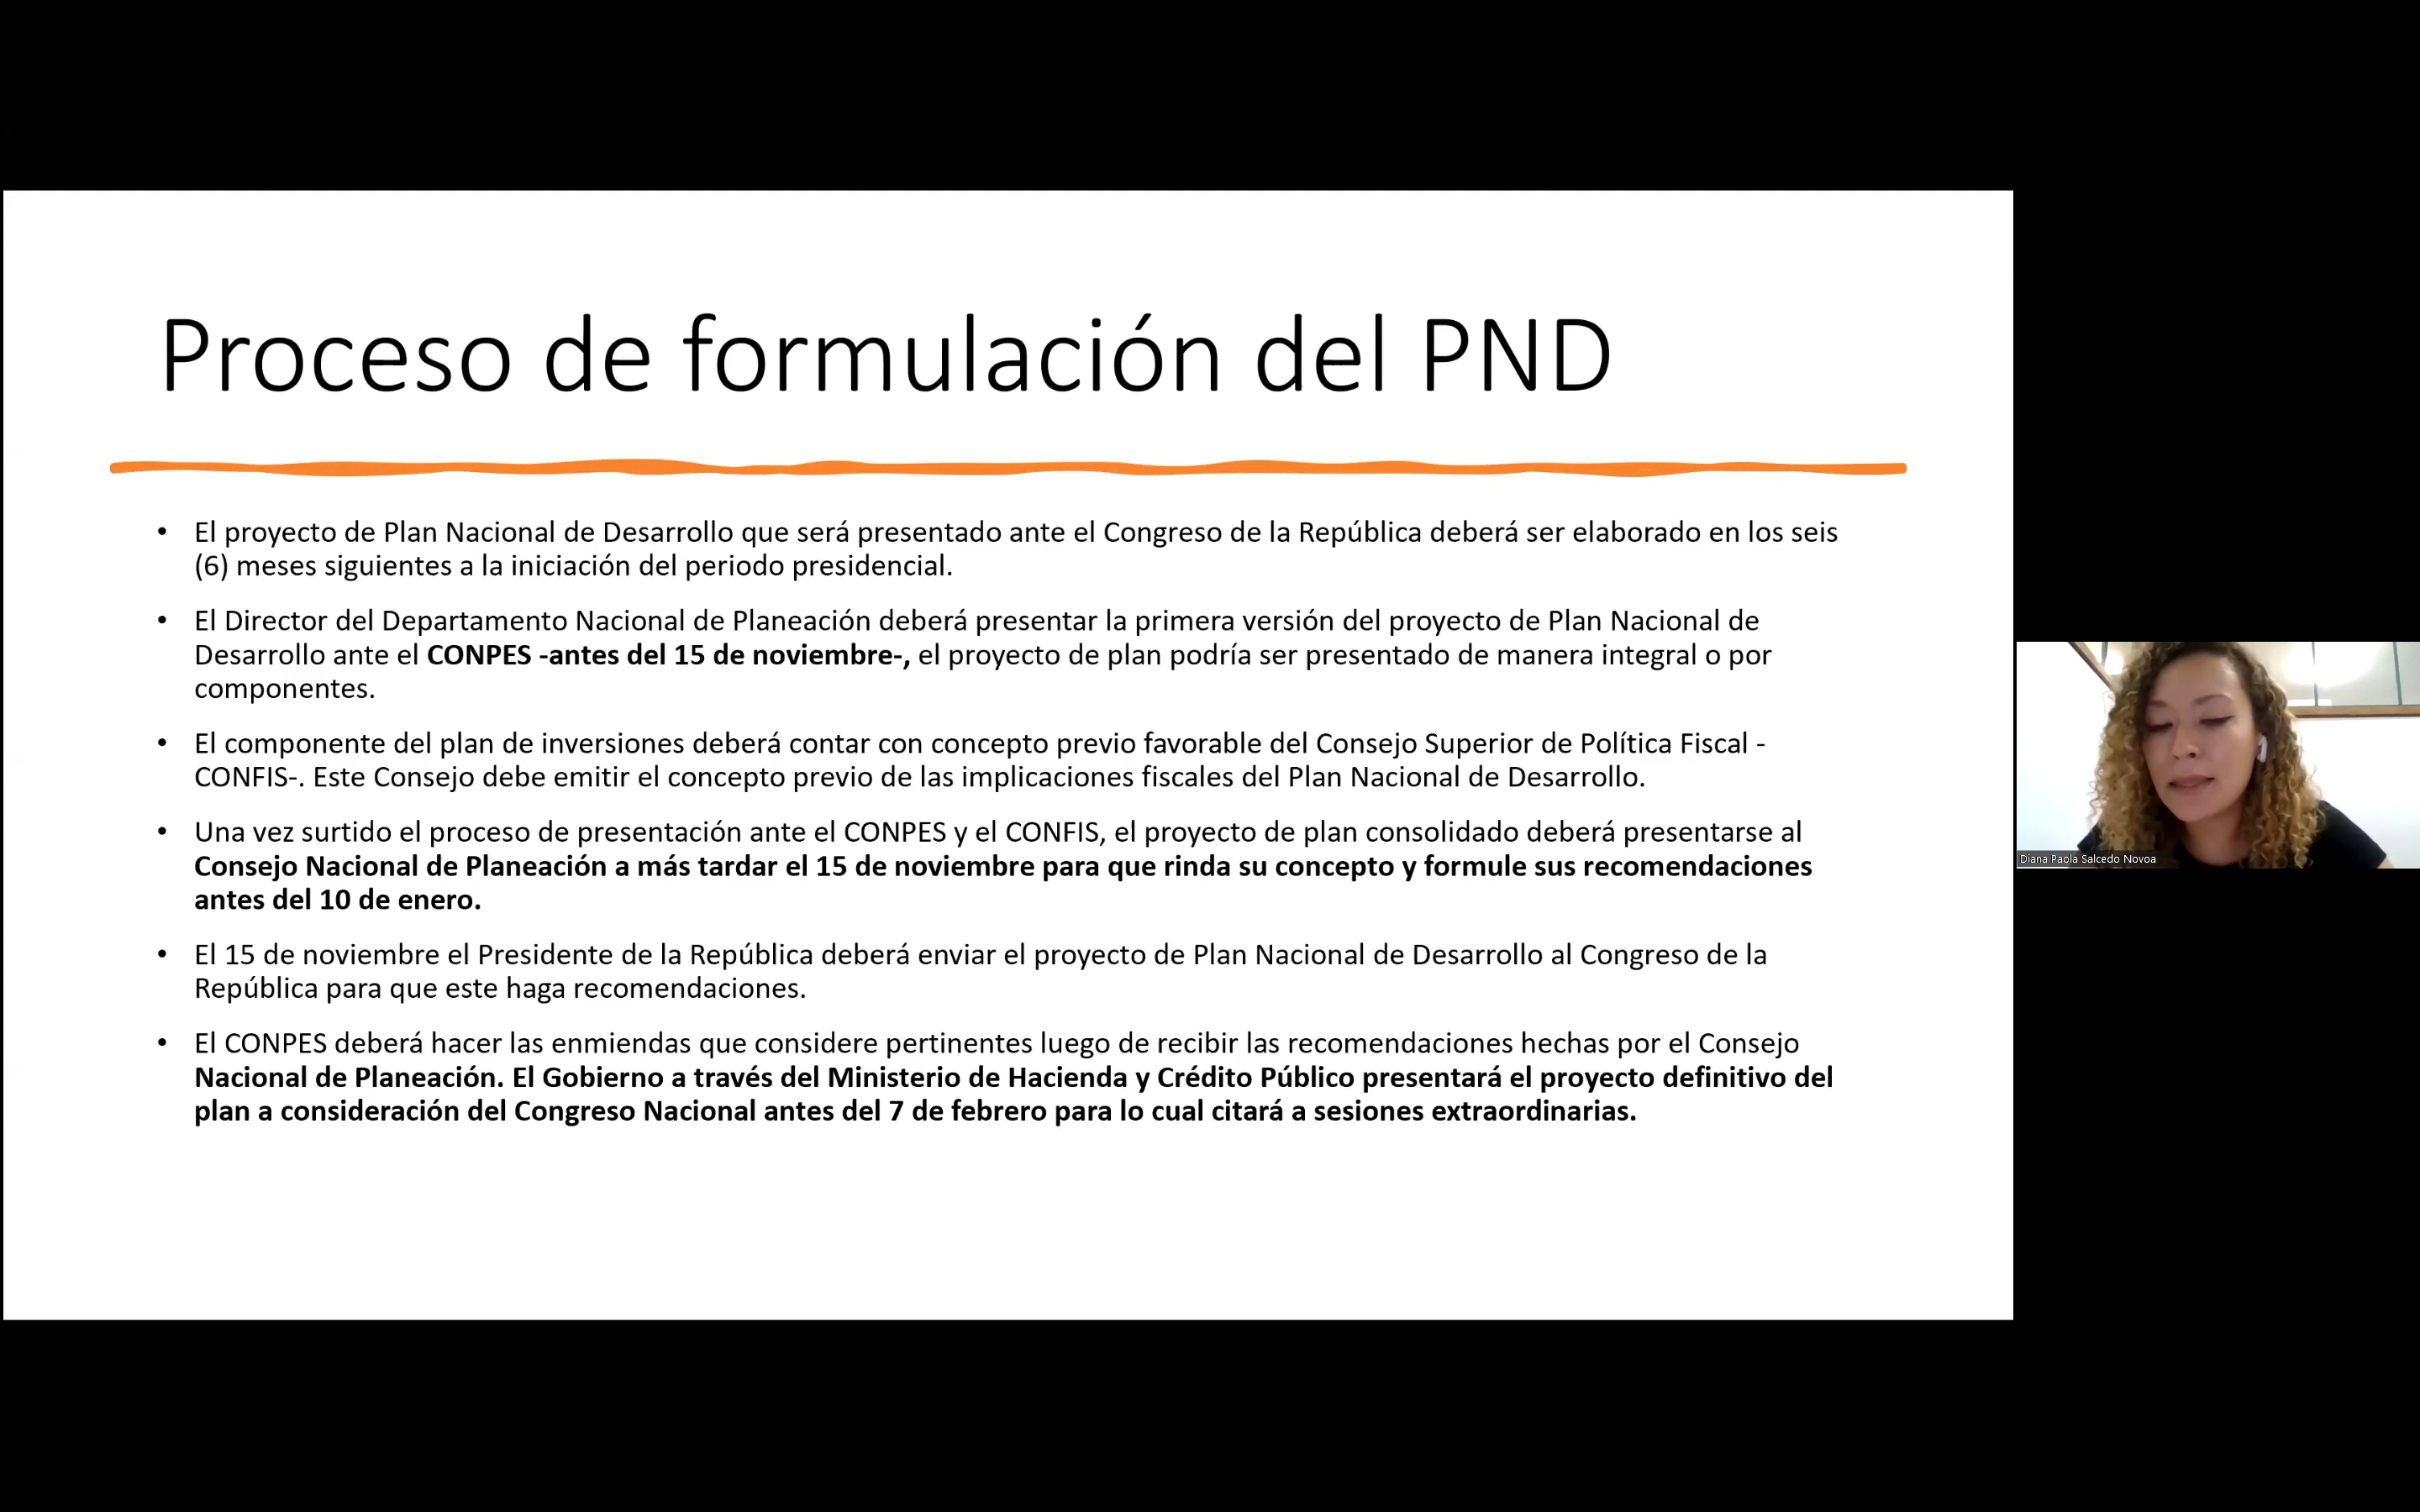 Proceso de formulación del PND
• El proyecto de Plan Nacional de Desarrollo que será presentado ante el Congreso de la República deberá ser elaborado en los seis
(6) meses siguientes a la iniciación del periodo presidencial.
• El Director del Departamento Nacional de Planeación deberá presentar la primera versión del proyecto de Plan Nacional de
Desarrollo ante el CONPES -antes del 15 de noviembre-, el proyecto de plan podría ser presentado de manera integral o por
componentes.
• El componente del plan de inversiones deberá contar con concepto previo favorable del Consejo Superior de Política Fiscal -
CONFIS-. Este Consejo debe emitir el concepto previo de las implicaciones fiscales del Plan Nacional de Desarrollo.
• Una vez surtido el proceso de presentación ante el CONPES y el CONFIS, el proyecto de plan consolidado deberá presentarse al
Consejo Nacional de Planeación a más tardar el 15 de noviembre para que rinda su concepto y formule sus recomendaciones
antes del 10 de enero.
• El 15 de noviembre el Presidente de la República deberá enviar el proyecto de Plan Nacional de Desarrollo al Congreso de la
República para que este haga recomendaciones.
• El CONPES deberá hacer las enmiendas que considere pertinentes luego de recibir las recomendaciones hechas por el Consejo
Nacional de Planeación. El Gobierno a través del Ministerio de Hacienda y Crédito Público presentará el proyecto definitivo del
plan a consideración del Congreso Nacional antes del 7 de febrero para lo cual citará a sesiones extraordinarias.
Diana Paola Salcedo Novoa